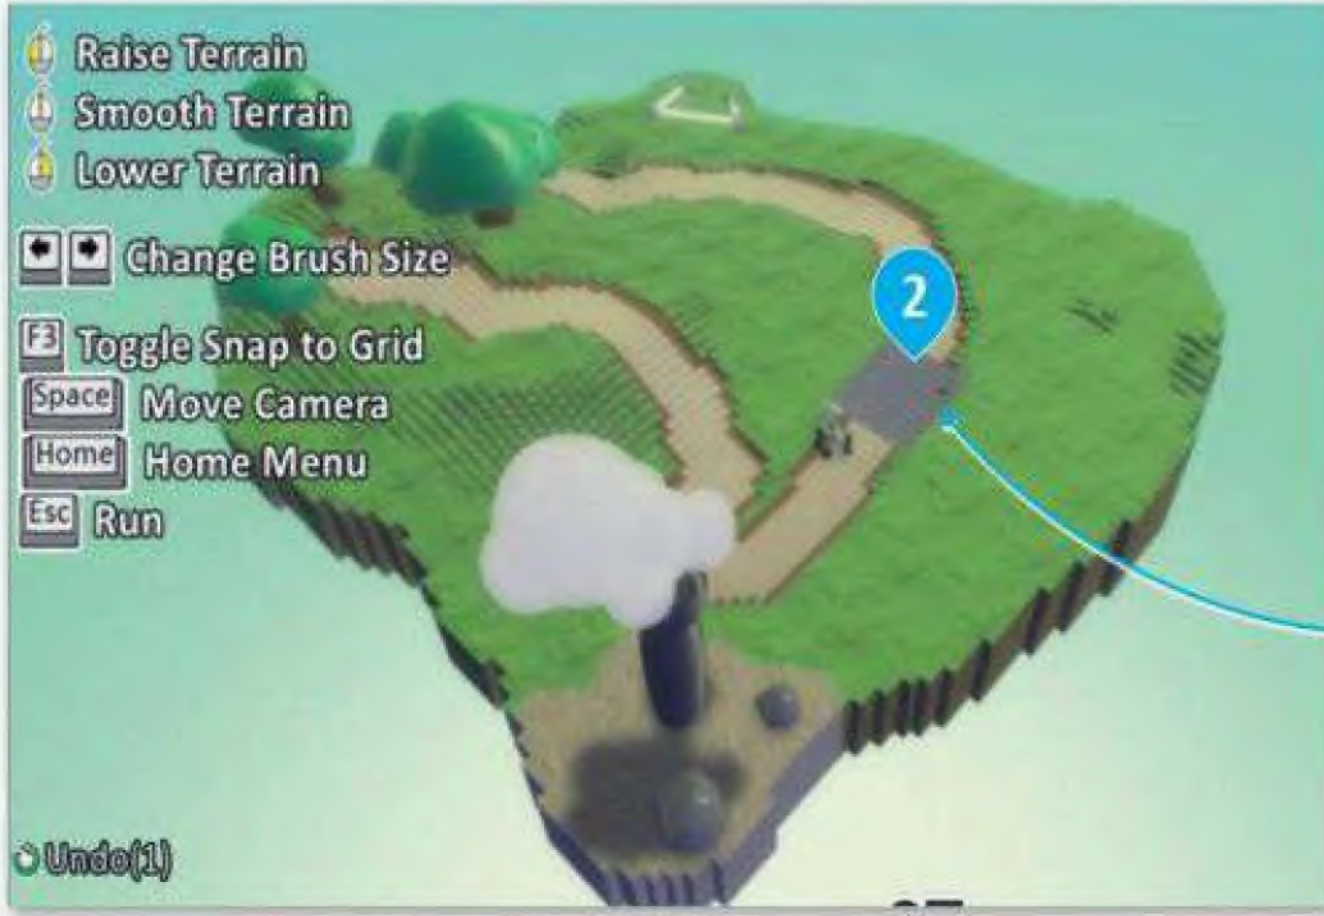 Raise Terrain
Smooth Terrain
Lower Terrain
Change Brush Size
F3 Toggle Snap to Grid
Space Move Camera
Home Home Menu
Esc Run
2
Undo(1)